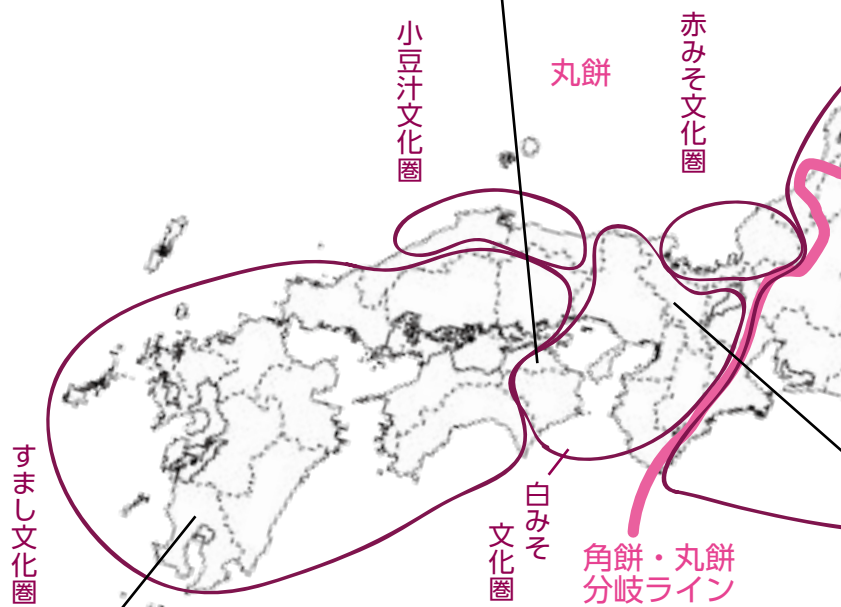 小豆汁文化圏
丸餅
赤みそ文化圏
すまし文化圏
白みそ
文化圏
角餅・丸餅
分岐ライン